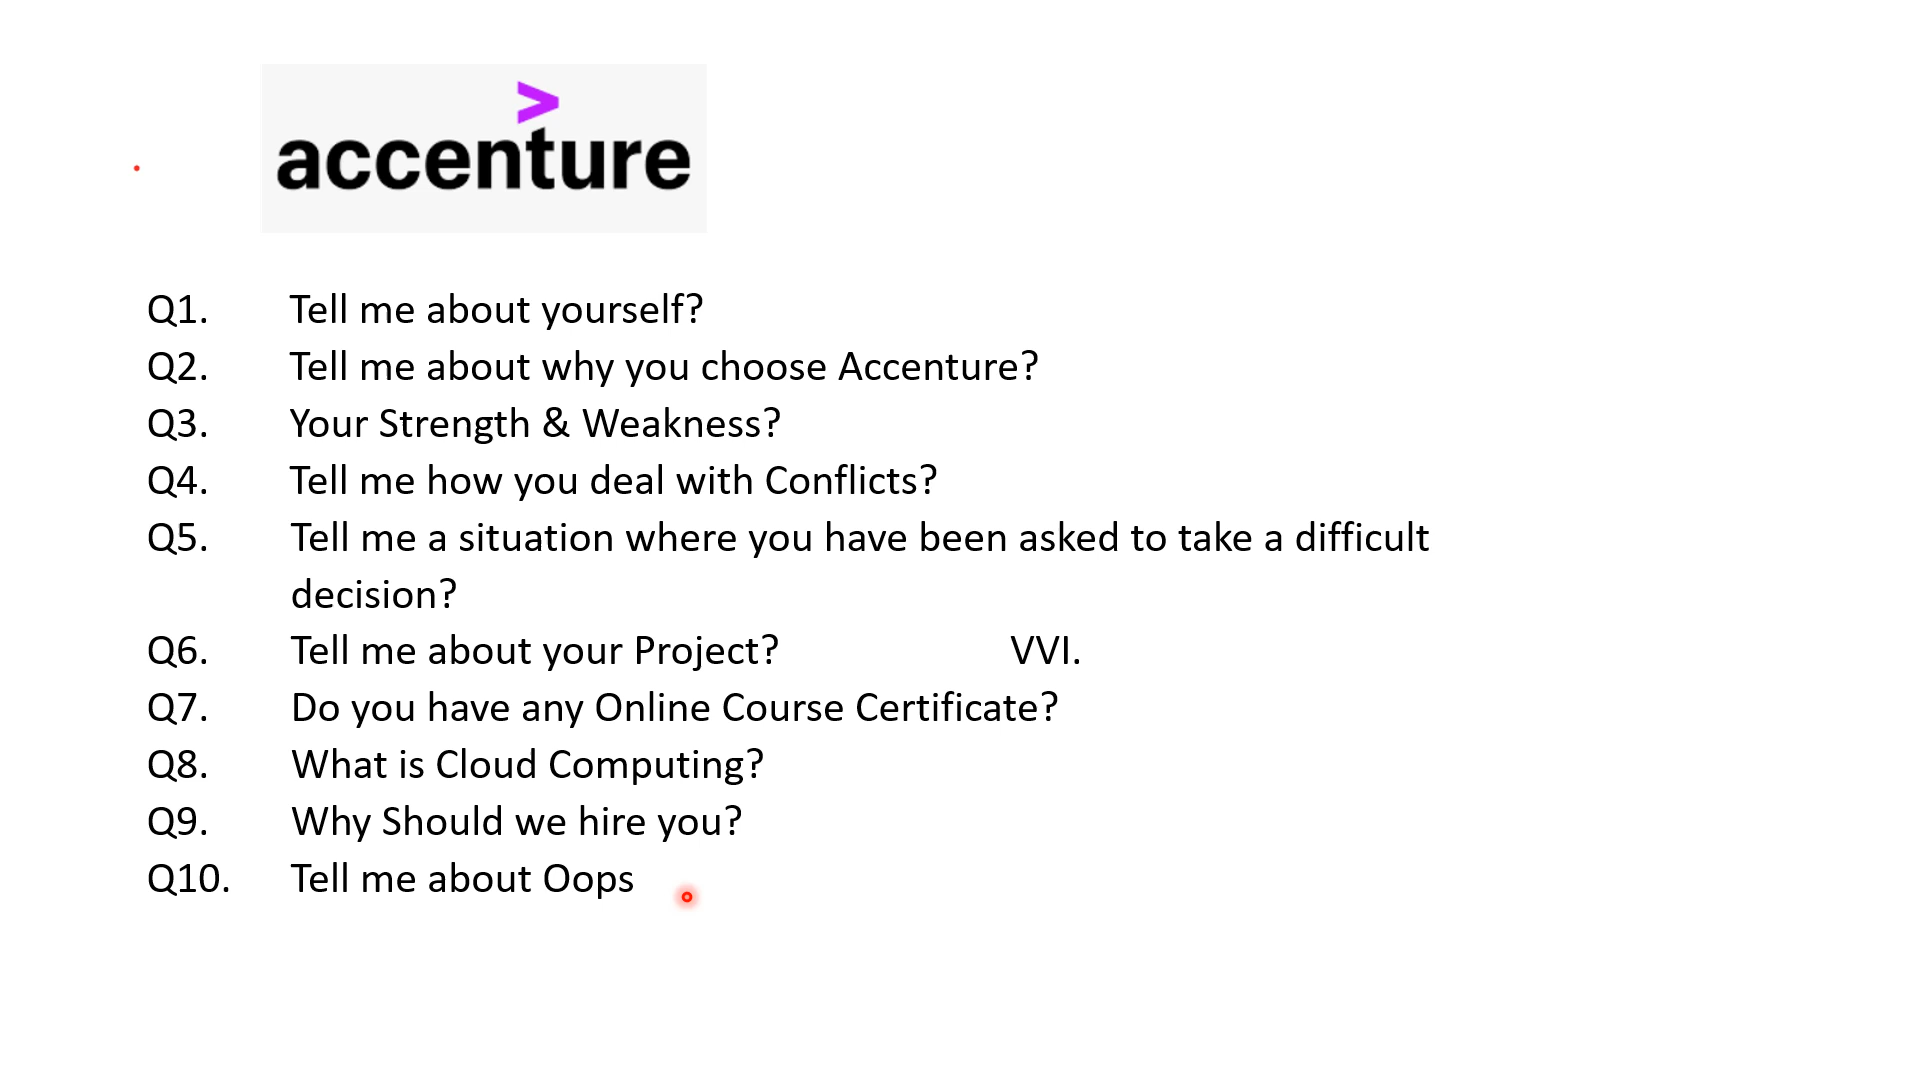 >
accenture
Q1. Tell me about yourself?
Q2. Tell me about why you choose Accenture?
Q3. Your Strength & Weakness?
Q4. Tell me how you deal with Conflicts?
Q5. Tell me a situation where you have been asked to take a difficult
decision?
Q6. Tell me about your Project? VVI.
Q7. Do you have any Online Course Certificate?
Q8. What is Cloud Computing?
Q9. Why Should we hire you?
Q10. Tell me about Oops